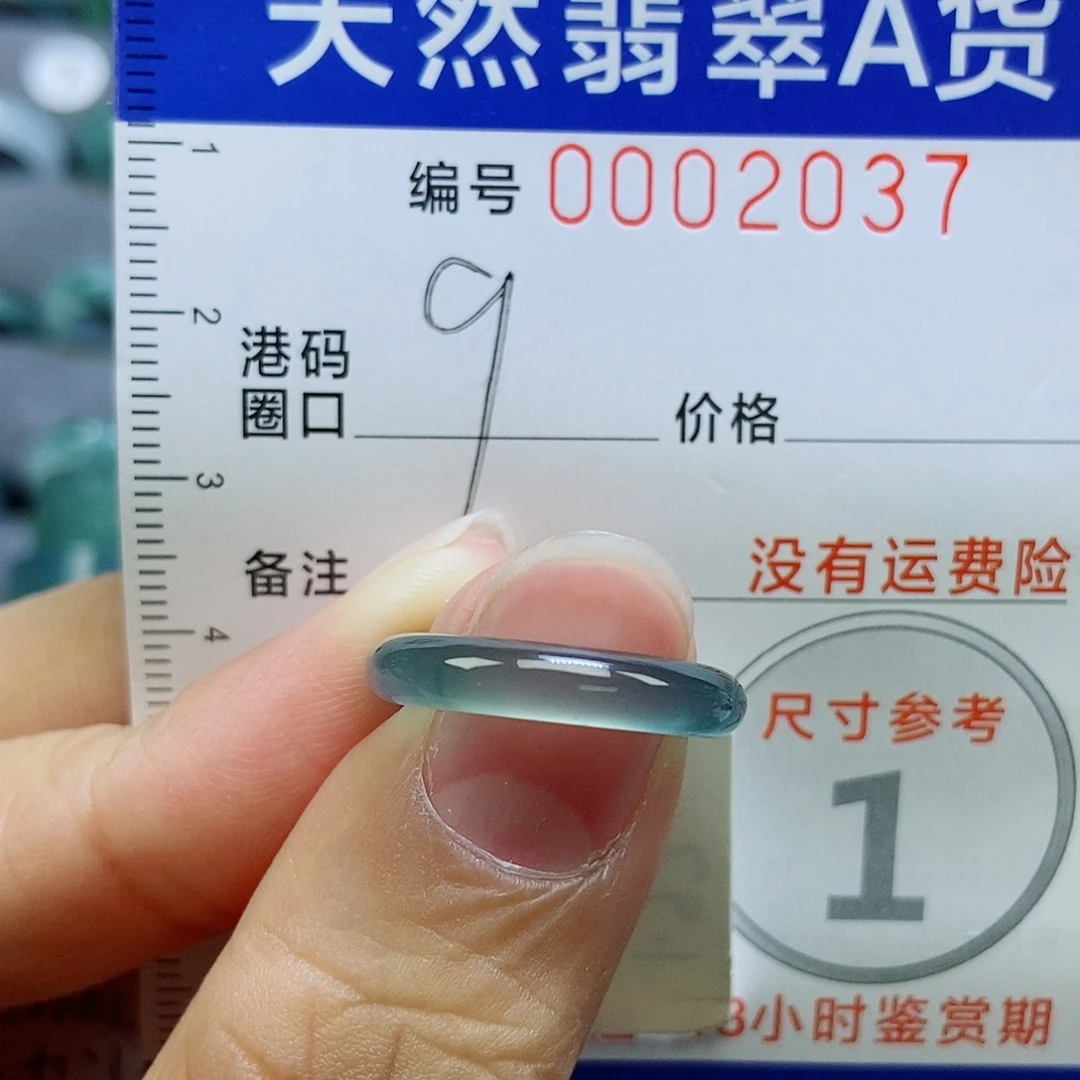 天然翡翠A货
编号 0002037
1
2
3
4
9
港码
圈口 价格
备注 没有运费险
尺寸参考
1
小时鉴赏期